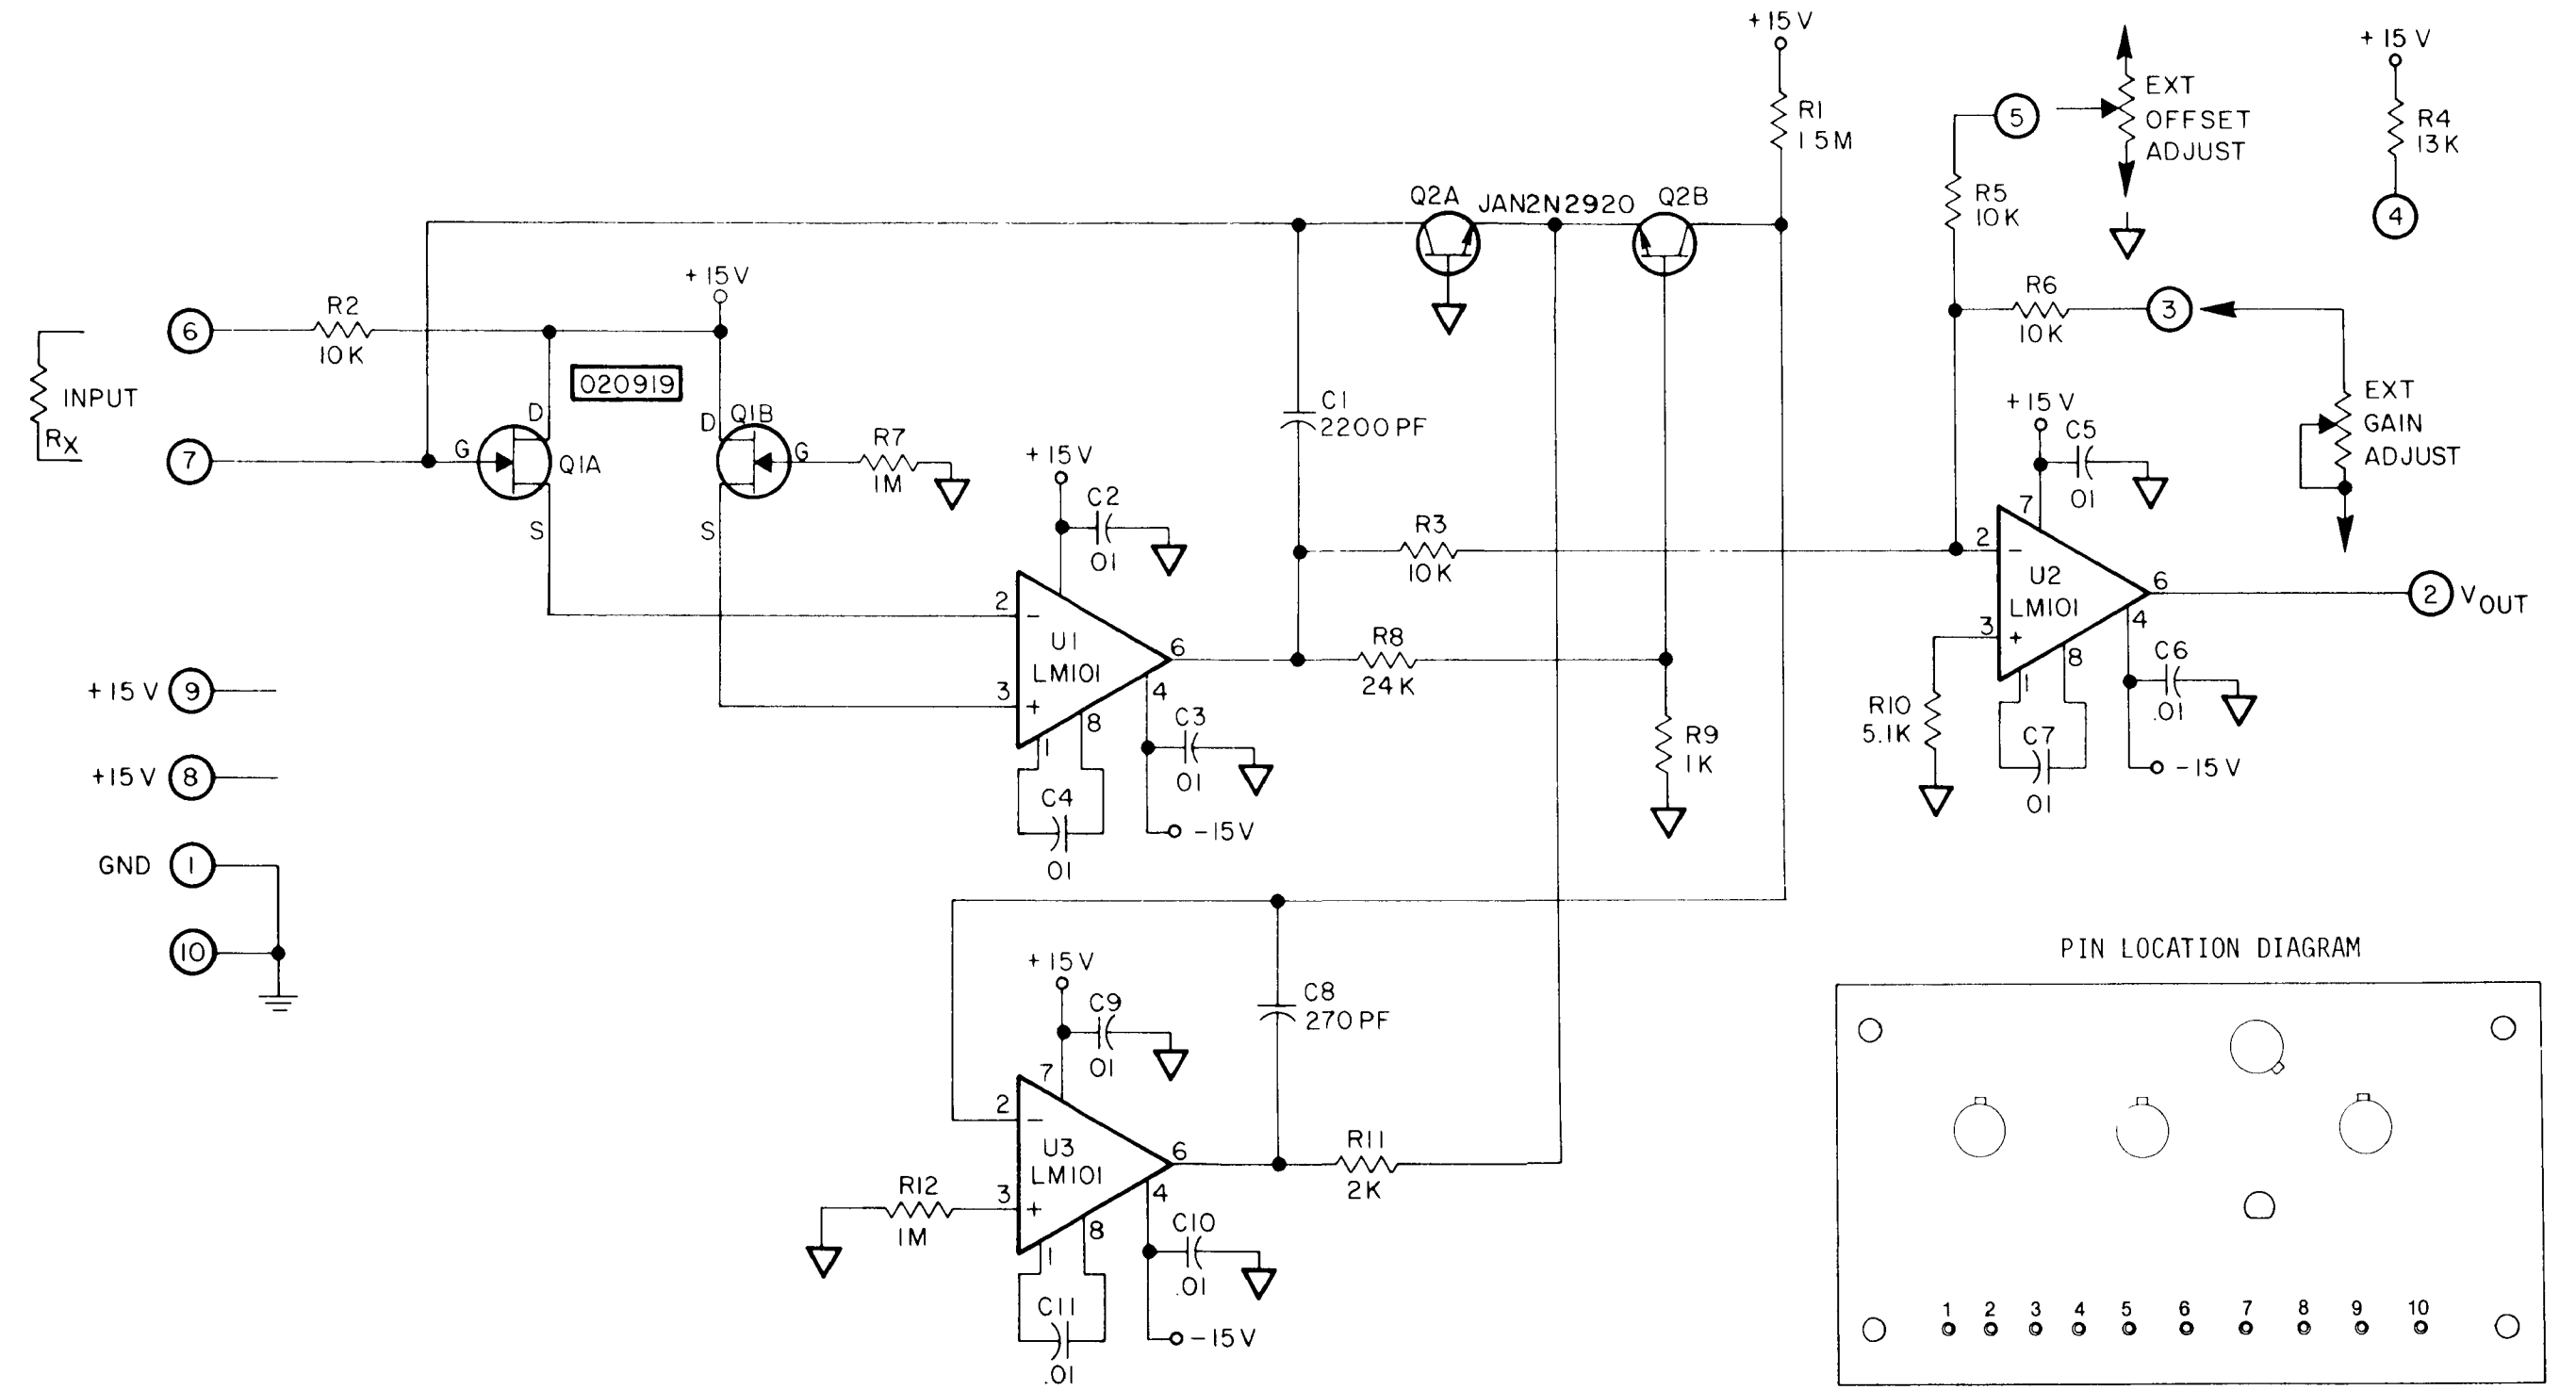 +15V
+15V
EXT
OFFSET
ADJUST
5
R1
1 5M
R4
13K
4
Q2A
JAN2N2920
Q2B
R5
10K
+15V
6
R2
10K
R6
10K
3
020919
INPUT
RX
7
D
G
Q1A
S
D
Q1B
G
S
R7
1M
C1
2200PF
+15V
C5
01
EXT
GAIN
ADJUST
+15V
C2
01
R3
10K
7
2
−
U2
LM101
3
+
6
4
8
1
2
VOUT
2
−
U1
LM101
3
+
6
4
8
1
R8
24K
C6
.01
+15V
9
+15V
8
GND
1
10
C3
01
R9
1K
R10
5.1K
C7
01
-15V
C4
01
-15V
+15V
C9
01
C8
270PF
7
2
−
U3
LM101
3
+
6
4
8
1
R11
2K
R12
1M
C10
.01
C11
.01
-15V
PIN LOCATION DIAGRAM
1 2 3 4 5 6 7 8 9 10